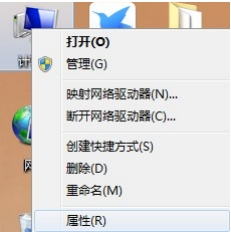 打开(O)
管理(G)
映射网络驱动器(N)...
断开网络驱动器(C)...
创建快捷方式(S)
删除(D)
重命名(M)
属性(R)